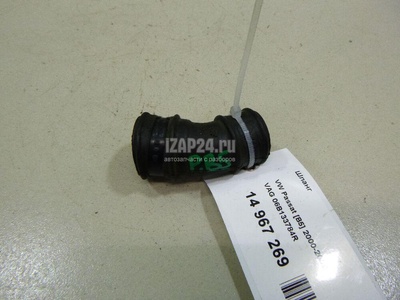 iZAP24.ru
автозапчасти с разборов
Шланг
VW Passat [B5] 2000-2
VAG 06B133784R
14 967 269